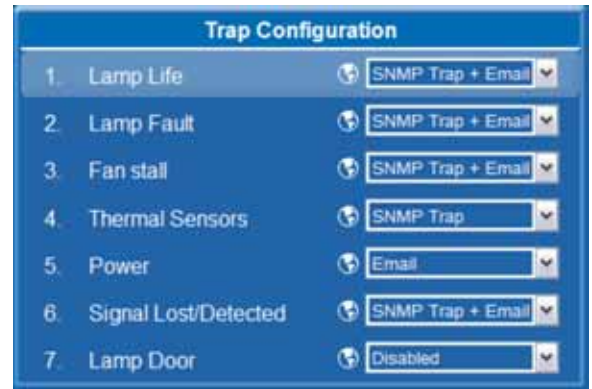 Trap Configuration
1. Lamp Life SNMP Trap + Email
2. Lamp Fault SNMP Trap + Email
3. Fan stall SNMP Trap + Email
4. Thermal Sensors SNMP Trap
5. Power Email
6. Signal Lost/Detected SNMP Trap + Email
7. Lamp Door Disabled